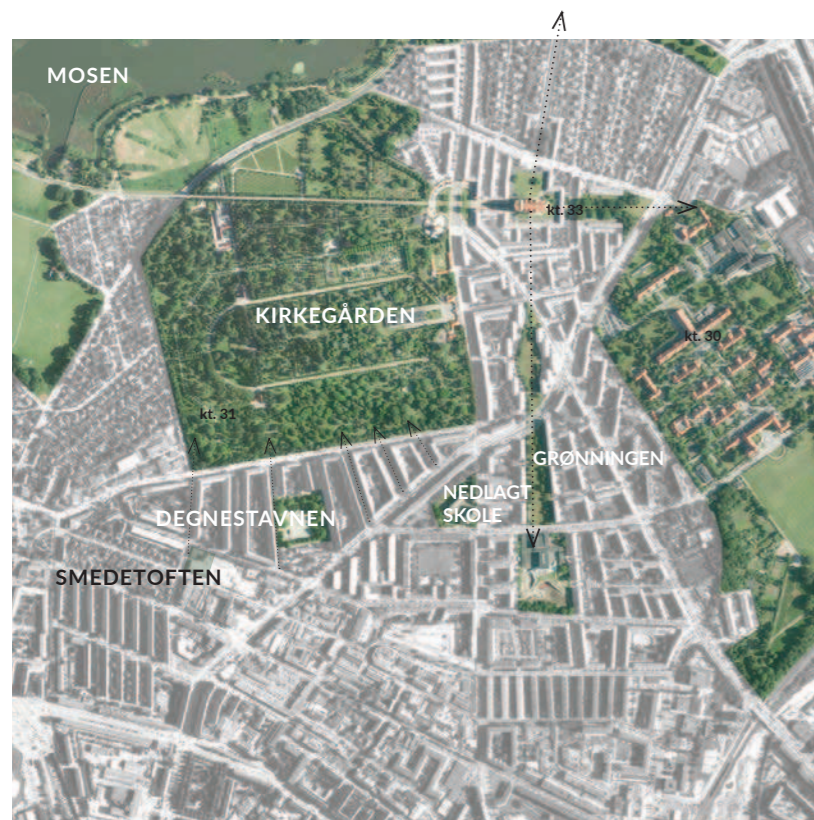 MOSEN
kt. 33
KIRKEGÅRDEN
kt. 30
kt. 31
GRØNNINGEN
NEDLAGT
SKOLE
DEGNESTAVNEN
SMEDETOFTEN